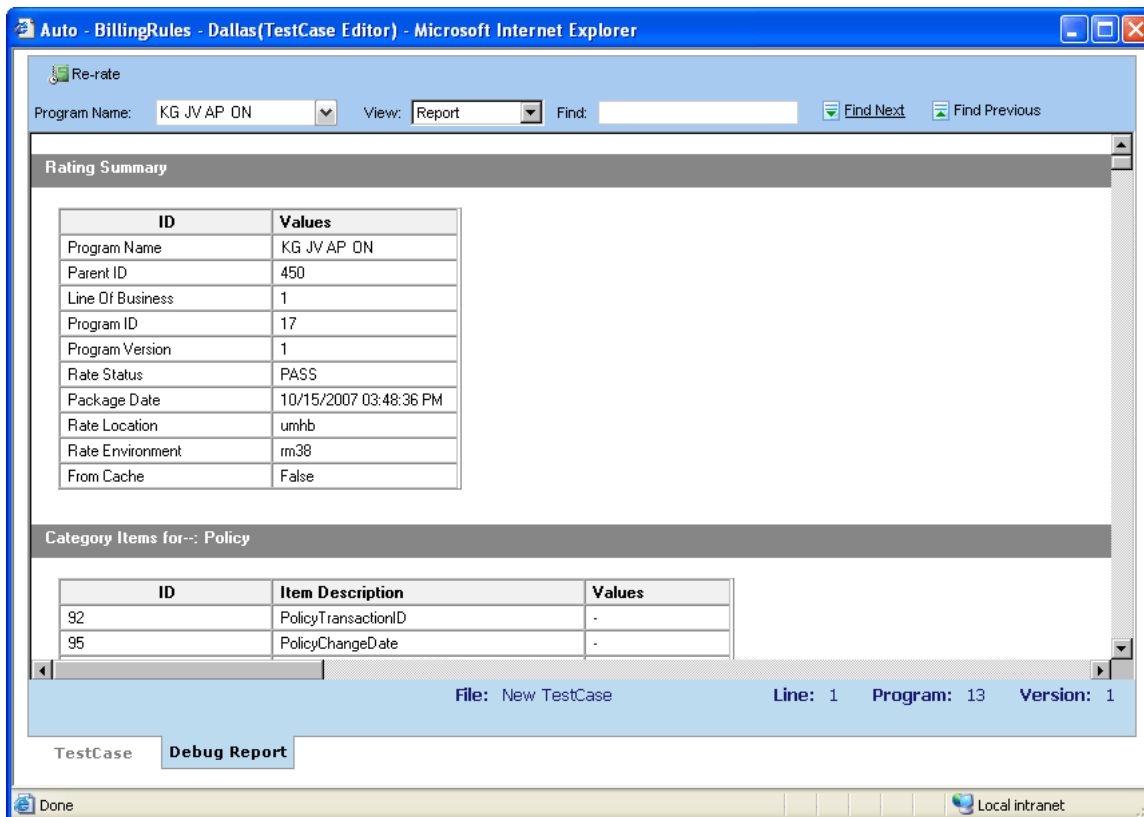 Auto - BillingRules - Dallas(TestCase Editor) - Microsoft Internet Explorer
Re-rate
Program Name: KG JV AP ON View: Report Find: Find Next Find Previous
Rating Summary
ID Values
Program Name KG JV AP ON
Parent ID 450
Line Of Business 1
Program ID 17
Program Version 1
Rate Status PASS
Package Date 10/15/2007 03:48:36 PM
Rate Location umhb
Rate Environment rm38
From Cache False
Category Items for--: Policy
ID Item Description Values
92 PolicyTransactionID -
95 PolicyChangeDate -
File: New TestCase Line: 1 Program: 13 Version: 1
TestCase Debug Report
Done Local intranet